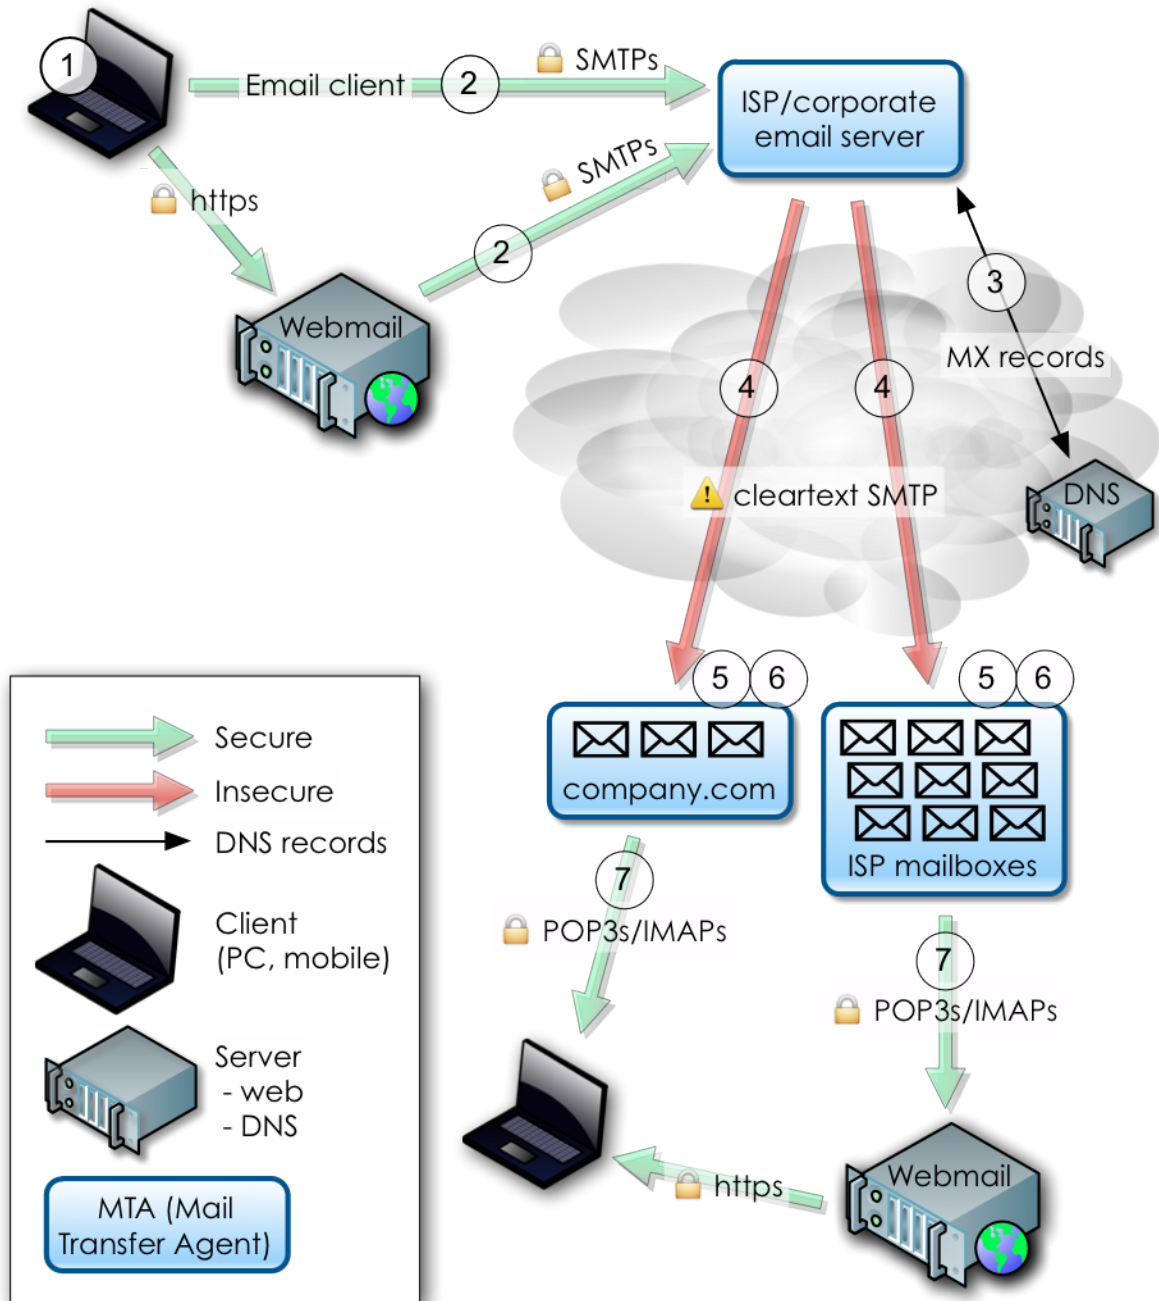 1
Email client
2
SMTPs
ISP/corporate
email server
https
SMTPs
2
Webmail
3
MX records
4
4
cleartext SMTP
DNS
5
6
5
6
company.com
ISP mailboxes
7
POP3s/IMAPs
7
POP3s/IMAPs
https
Webmail
Secure
Insecure
DNS records
Client
(PC, mobile)
Server
- web
- DNS
MTA (Mail
Transfer Agent)